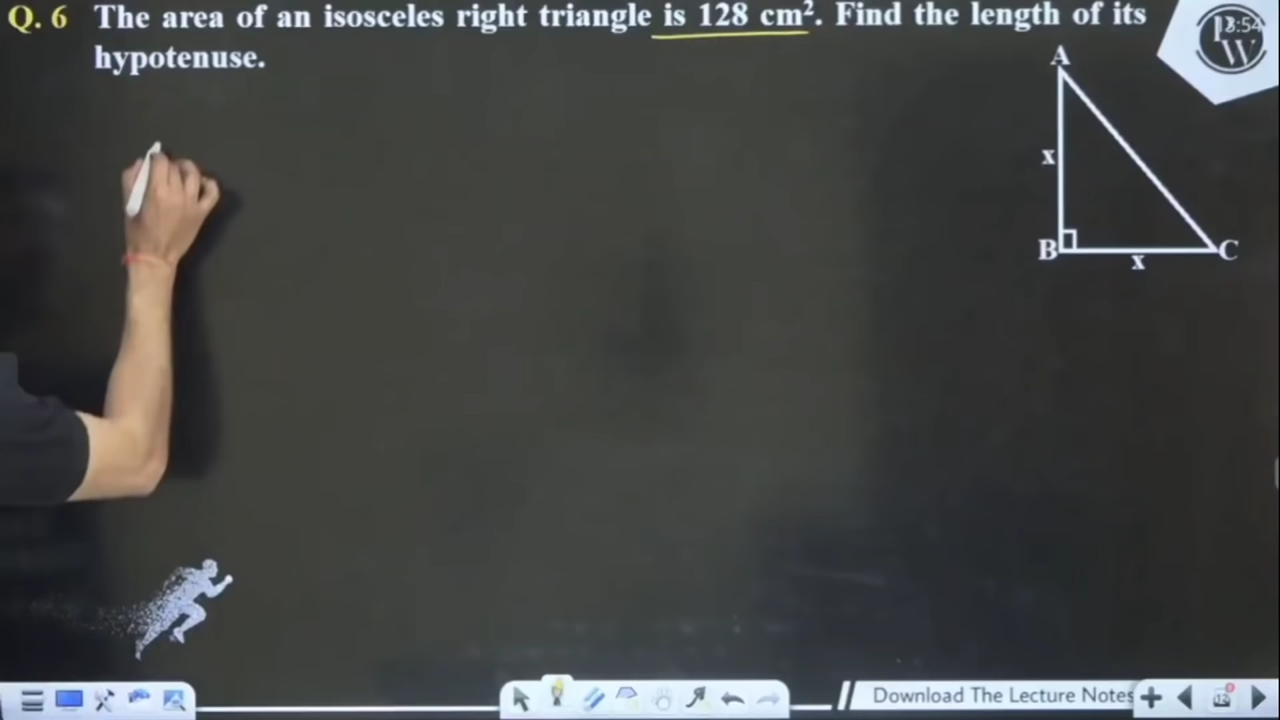 Q. 6 The area of an isosceles right triangle is 128 cm². Find the length of its
hypotenuse.
A
x
B
x
C
Download The Lecture Notes